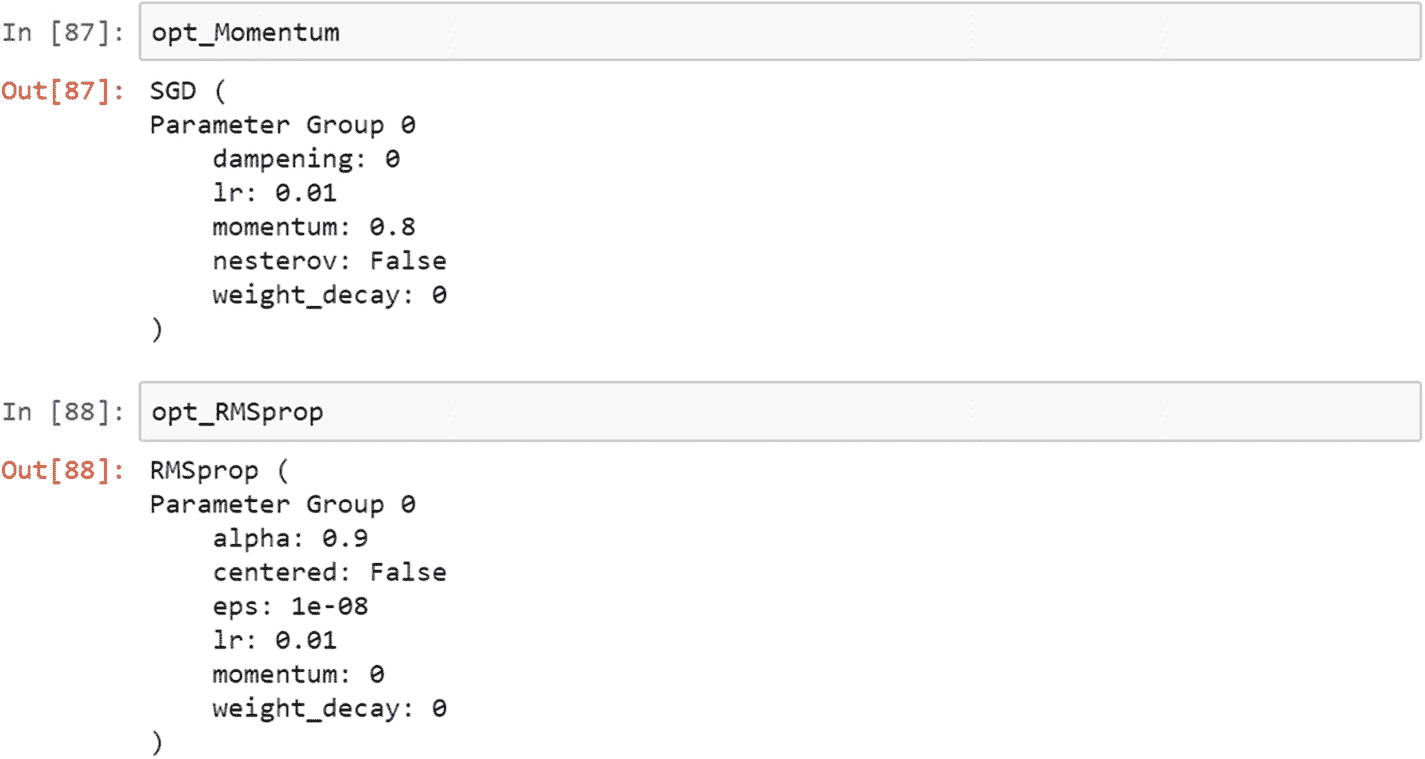 In [87]: opt_Momentum
Out[87]: SGD (
Parameter Group 0
    dampening: 0
    lr: 0.01
    momentum: 0.8
    nesterov: False
    weight_decay: 0
)
In [88]: opt_RMSprop
Out[88]: RMSprop (
Parameter Group 0
    alpha: 0.9
    centered: False
    eps: 1e-08
    lr: 0.01
    momentum: 0
    weight_decay: 0
)